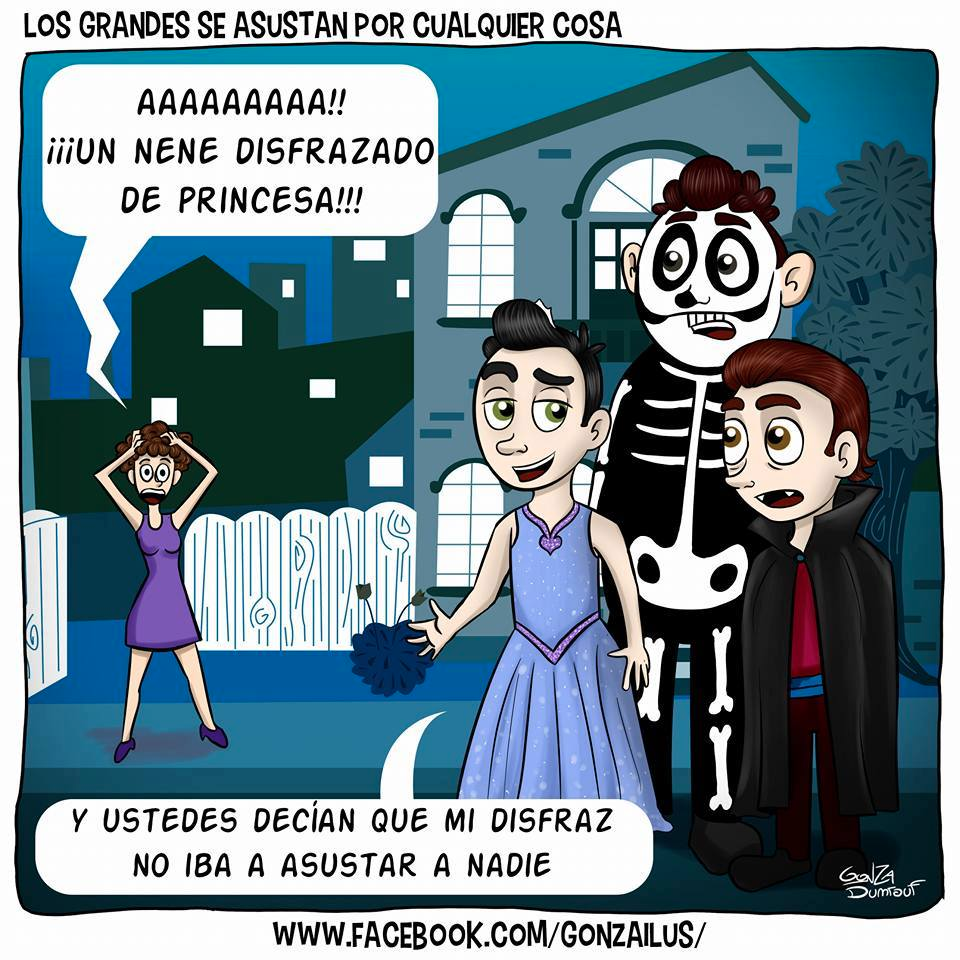 LOS GRANDES SE ASUSTAN POR CUALQUIER COSA
AAAAAAAAA!!
¡¡¡UN NENE DISFRAZADO
DE PRINCESA!!!
Y USTEDES DECÍAN QUE MI DISFRAZ
NO IBA A ASUSTAR A NADIE
GONZA
DUMTOUF
WWW.FACEBOOK.COM/GONZAILUS/